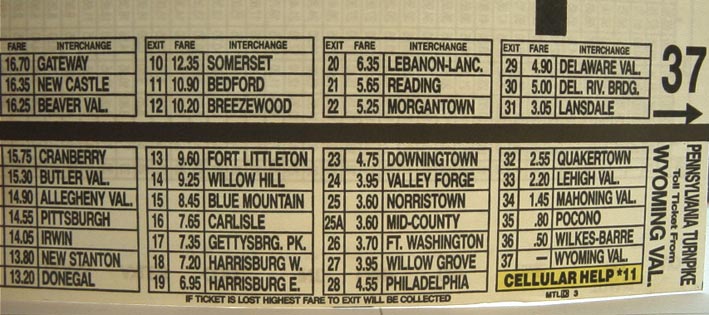 FARE INTERCHANGE EXIT FARE INTERCHANGE EXIT FARE INTERCHANGE EXIT FARE INTERCHANGE
16.70 GATEWAY 10 12.35 SOMERSET 20 6.35 LEBANON-LANC. 29 4.90 DELAWARE VAL.
16.35 NEW CASTLE 11 10.90 BEDFORD 21 5.65 READING 30 5.00 DEL. RIV. BRDG.
16.25 BEAVER VAL. 12 10.20 BREEZEWOOD 22 5.25 MORGANTOWN 31 3.05 LANSDALE
37
15.75 CRANBERRY 13 9.60 FORT LITTLETON 23 4.75 DOWNINGTOWN 32 2.55 QUAKERTOWN
15.30 BUTLER VAL. 14 9.25 WILLOW HILL 24 3.95 VALLEY FORGE 33 2.20 LEHIGH VAL.
14.90 ALLEGHENY VAL. 15 8.45 BLUE MOUNTAIN 25 3.60 NORRISTOWN 34 1.45 MAHONING VAL.
14.55 PITTSBURGH 16 7.65 CARLISLE 25A 3.60 MID-COUNTY 35 .80 POCONO
14.05 IRWIN 17 7.35 GETTYSBRG. PK. 26 3.70 FT. WASHINGTON 36 .50 WILKES-BARRE
13.80 NEW STANTON 18 7.20 HARRISBURG W. 27 3.95 WILLOW GROVE 37 — WYOMING VAL.
13.20 DONEGAL 19 6.95 HARRISBURG E. 28 4.55 PHILADELPHIA CELLULAR HELP *11
IF TICKET IS LOST HIGHEST FARE TO EXIT WILL BE COLLECTED
MTL 3
PENNSYLVANIA TURNPIKE
Toll Ticket From
WYOMING VAL.